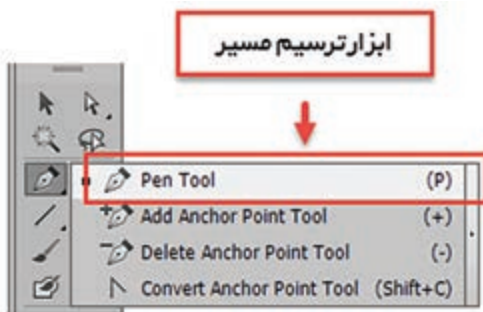 ابزارترسیم مسیر
Pen Tool (P)
Add Anchor Point Tool (+)
Delete Anchor Point Tool (-)
Convert Anchor Point Tool (Shift+C)